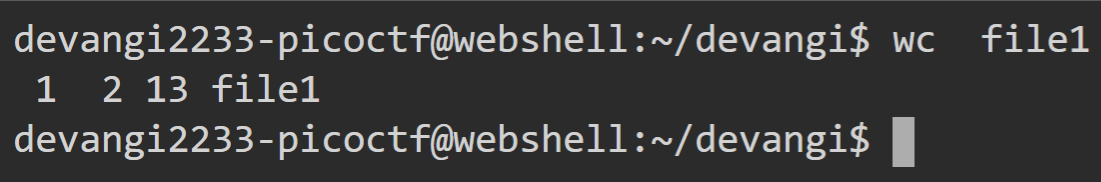 devangi2233-picoctf@webshell:~/devangi$ wc  file1
 1  2 13 file1
devangi2233-picoctf@webshell:~/devangi$